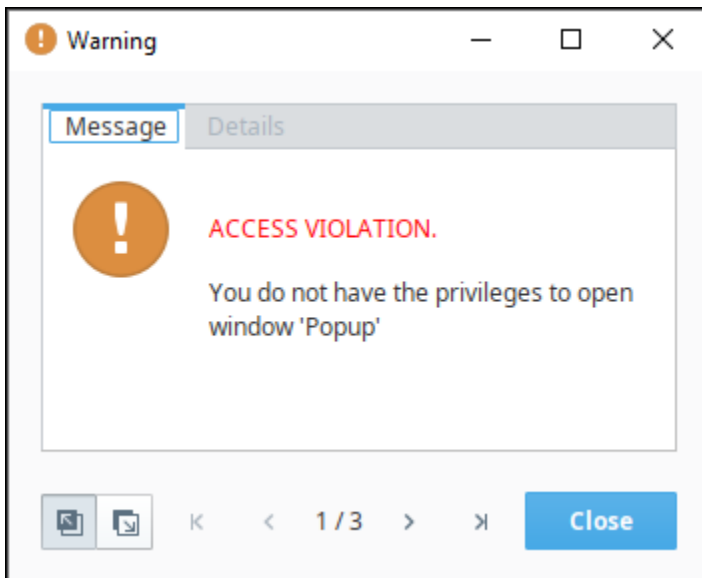 Warning
Message
Details
ACCESS VIOLATION.
You do not have the privileges to open
window 'Popup'
1 / 3
Close